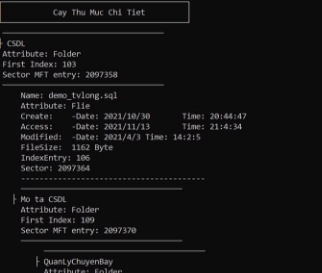 Cay Thu Muc Chi Tiet
CSDL
Attribute: Folder
First Index: 103
Sector MFT entry: 2097358
Name: demo_tvlong.sql
Attribute: Flie
Create: -Date: 2021/10/30 Time: 20:44:47
Access: -Date: 2021/11/13 Time: 21:4:34
Modified: -Date: 2021/4/3 Time: 14:2:5
FileSize: 1162 Byte
IndexEntry: 106
Sector: 2097364
Mo ta CSDL
Attribute: Folder
First Index: 109
Sector MFT entry: 2097370
QuanLyChuyenBay
Attribute: Folder